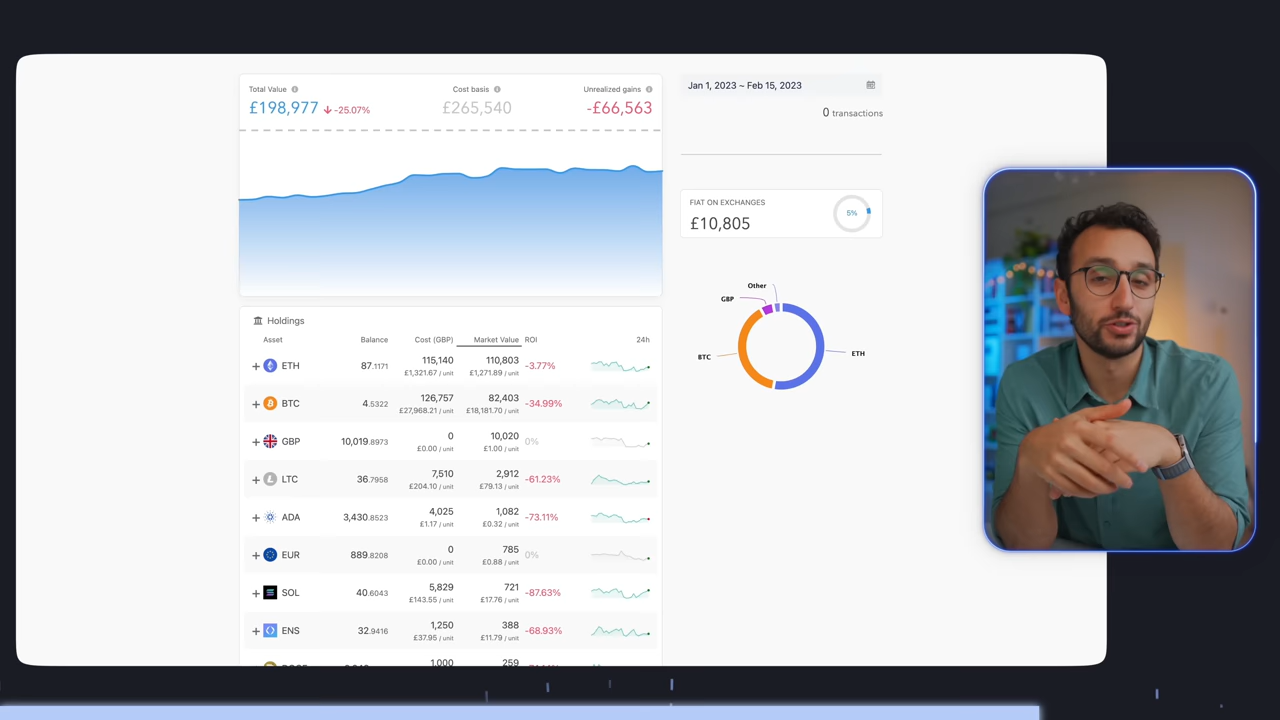 Total Value Cost basis Unrealized gains
£198,977 -25.07% £265,540 -£66,563
Jan 1, 2023 ~ Feb 15, 2023
0 transactions
FIAT ON EXCHANGES
£10,805
5%
Other
GBP
BTC
ETH
Holdings
Asset Balance Cost (GBP) Market Value ROI 24h
+ ETH 87.1171 115,140 110,803 -3.77%
£1,321.67 / unit £1,271.89 / unit
+ BTC 4.5322 126,757 82,403 -34.99%
£27,968.21 / unit £18,181.70 / unit
+ GBP 10,019.8973 0 10,020 0%
£0.00 / unit £1.00 / unit
+ LTC 36.7958 7,510 2,912 -61.23%
£204.10 / unit £79.13 / unit
+ ADA 3,430.8523 4,025 1,082 -73.11%
£1.17 / unit £0.32 / unit
+ EUR 889.8208 0 785 0%
£0.00 / unit £0.88 / unit
+ SOL 40.6043 5,829 721 -87.63%
£143.55 / unit £17.76 / unit
+ ENS 32.9416 1,250 388 -68.93%
£37.95 / unit £11.79 / unit
1,000 259